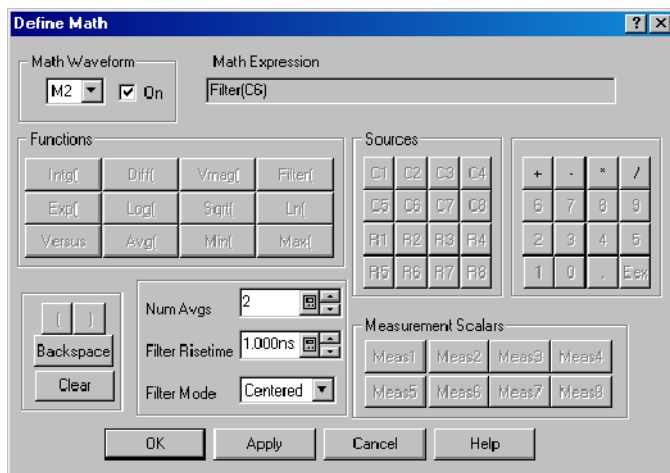 Define Math
Math Waveform
M2
On
Math Expression
Filter(C6)
Functions
Intg( Diff( Vmag( Filter(
Exp( Log( Sqrt( Ln(
Versus Avg( Min( Max(
Sources
C1 C2 C3 C4
C5 C6 C7 C8
R1 R2 R3 R4
R5 R6 R7 R8
+ - * /
6 7 8 9
2 3 4 5
1 0 . Eex
( )
Backspace
Clear
Num Avgs 2
Filter Risetime 1.000ns
Filter Mode Centered
Measurement Scalars
Meas1 Meas2 Meas3 Meas4
Meas5 Meas6 Meas7 Meas8
OK Apply Cancel Help